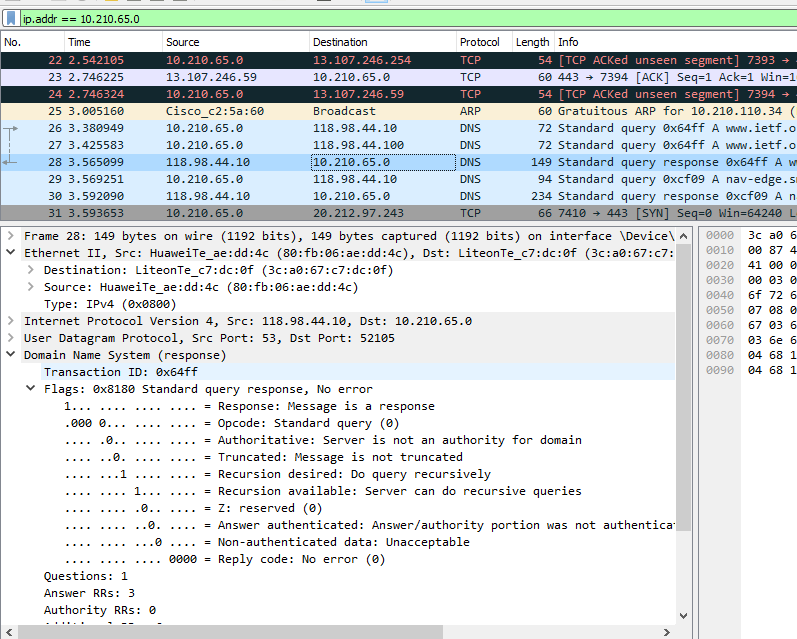 ip.addr == 10.210.65.0
No. Time Source Destination Protocol Length Info
22 2.542105 10.210.65.0 13.107.246.254 TCP 54 [TCP ACKed unseen segment] 7393 →
23 2.746225 13.107.246.59 10.210.65.0 TCP 60 443 → 7394 [ACK] Seq=1 Ack=1 Win=1
24 2.746324 10.210.65.0 13.107.246.59 TCP 54 [TCP ACKed unseen segment] 7394 →
25 3.005160 Cisco_c2:5a:60 Broadcast ARP 60 Gratuitous ARP for 10.210.110.34 (
26 3.380949 10.210.65.0 118.98.44.10 DNS 72 Standard query 0x64ff A www.ietf.o
27 3.425583 10.210.65.0 118.98.44.100 DNS 72 Standard query 0x64ff A www.ietf.o
28 3.565099 118.98.44.10 10.210.65.0 DNS 149 Standard query response 0x64ff A w
29 3.569251 10.210.65.0 118.98.44.10 DNS 94 Standard query 0xcf09 A nav-edge.s
30 3.592090 118.98.44.10 10.210.65.0 DNS 234 Standard query response 0xcf09 A n
31 3.593653 10.210.65.0 20.212.97.243 TCP 66 7410 → 443 [SYN] Seq=0 Win=64240 L
Frame 28: 149 bytes on wire (1192 bits), 149 bytes captured (1192 bits) on interface \Device\
Ethernet II, Src: HuaweiTe_ae:dd:4c (80:fb:06:ae:dd:4c), Dst: LiteonTe_c7:dc:0f (3c:a0:67:c7:
Destination: LiteonTe_c7:dc:0f (3c:a0:67:c7:dc:0f)
Source: HuaweiTe_ae:dd:4c (80:fb:06:ae:dd:4c)
Type: IPv4 (0x0800)
Internet Protocol Version 4, Src: 118.98.44.10, Dst: 10.210.65.0
User Datagram Protocol, Src Port: 53, Dst Port: 52105
Domain Name System (response)
Transaction ID: 0x64ff
Flags: 0x8180 Standard query response, No error
1... .... .... .... = Response: Message is a response
.000 0... .... .... = Opcode: Standard query (0)
.... .0.. .... .... = Authoritative: Server is not an authority for domain
.... ..0. .... .... = Truncated: Message is not truncated
.... ...1 .... .... = Recursion desired: Do query recursively
.... .... 1... .... = Recursion available: Server can do recursive queries
.... .... .0.. .... = Z: reserved (0)
.... .... ..0. .... = Answer authenticated: Answer/authority portion was not authentica
.... .... ...0 .... = Non-authenticated data: Unacceptable
.... .... .... 0000 = Reply code: No error (0)
Questions: 1
Answer RRs: 3
Authority RRs: 0
0000 3c a0 6
0010 00 87 4
0020 41 00 0
0030 00 03 0
0040 6f 72 6
0050 07 08 0
0060 67 03 6
0070 03 6e 6
0080 04 68 1
0090 04 68 1